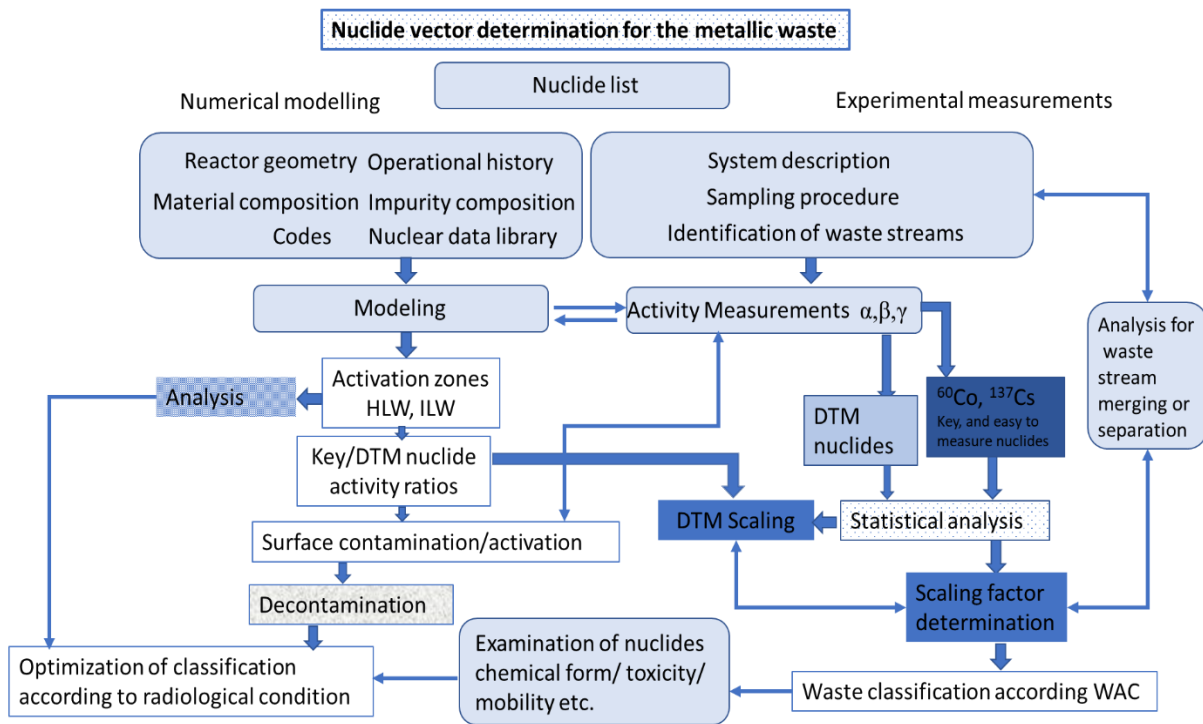 Nuclide vector determination for the metallic waste
Nuclide list
Numerical modelling
Experimental measurements
Reactor geometry Operational history
Material composition Impurity composition
Codes Nuclear data library
System description
Sampling procedure
Identification of waste streams
Modeling
Activity Measurements α,β,γ
Analysis for
waste
stream
merging or
separation
Analysis
Activation zones
HLW, ILW
DTM
nuclides
⁶⁰Co, ¹³⁷Cs
Key, and easy to
measure nuclides
Key/DTM nuclide
activity ratios
DTM Scaling
Statistical analysis
Surface contamination/activation
Decontamination
Scaling factor
determination
Optimization of classification
according to radiological condition
Examination of nuclides
chemical form/ toxicity/
mobility etc.
Waste classification according WAC